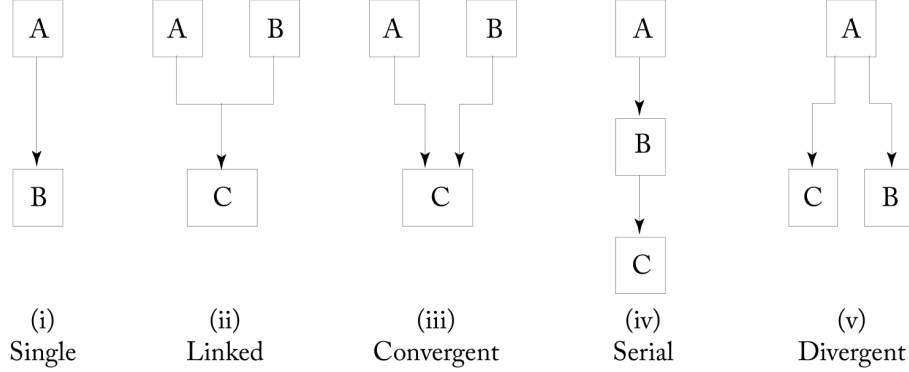 A
B
(i)
Single
A B
C
(ii)
Linked
A B
C
(iii)
Convergent
A
B
C
(iv)
Serial
A
C B
(v)
Divergent